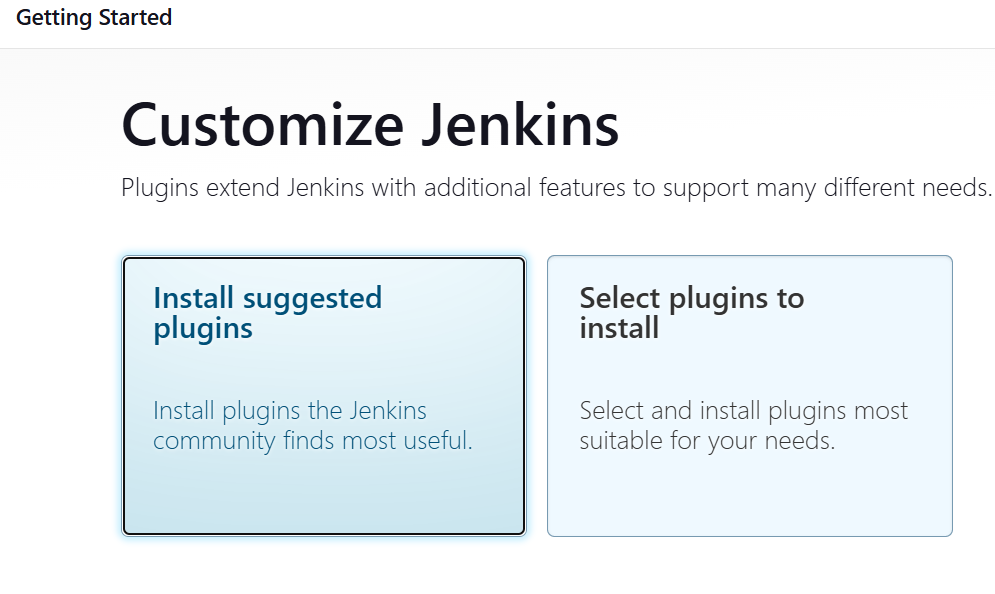 Getting Started
Customize Jenkins
Plugins extend Jenkins with additional features to support many different needs.
Install suggested
plugins
Install plugins the Jenkins
community finds most useful.
Select plugins to
install
Select and install plugins most
suitable for your needs.